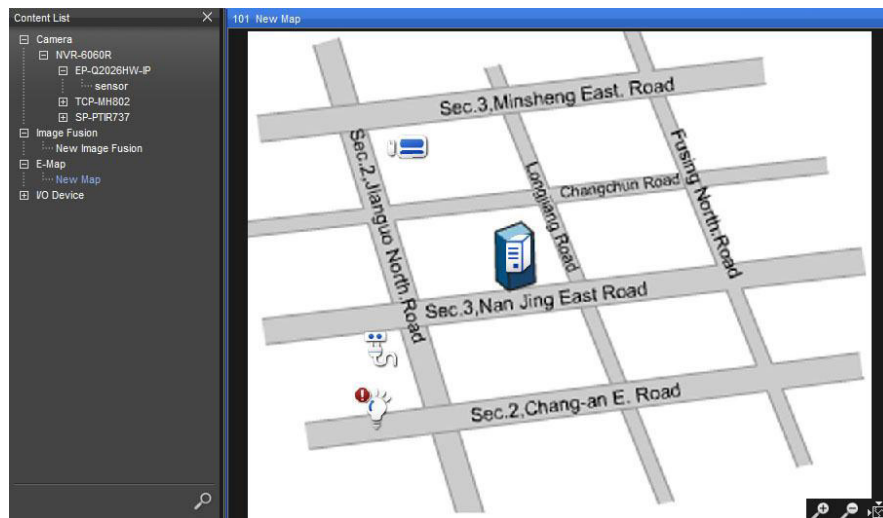 Content List
101 New Map
Camera
NVR-6060R
EP-Q2026HW-IP
sensor
TCP-MH802
SP-PTIR737
Image Fusion
New Image Fusion
E-Map
New Map
I/O Device
Sec.3,Minsheng East. Road
Sec.2,Jianguo North.Road
Longjiang Road
Changchun Road
Fusing North.Road
Sec.3,Nan Jing East Road
Sec.2,Chang-an E. Road